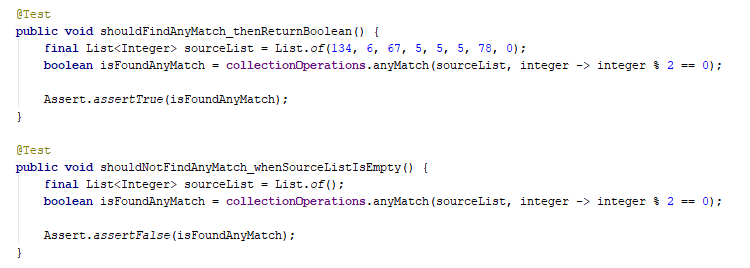 @Test
public void shouldFindAnyMatch_thenReturnBoolean() {
    final List<Integer> sourceList = List.of(134, 6, 67, 5, 5, 5, 78, 0);
    boolean isFoundAnyMatch = collectionOperations.anyMatch(sourceList, integer -> integer % 2 == 0);

    Assert.assertTrue(isFoundAnyMatch);
}

@Test
public void shouldNotFindAnyMatch_whenSourceListIsEmpty() {
    final List<Integer> sourceList = List.of();
    boolean isFoundAnyMatch = collectionOperations.anyMatch(sourceList, integer -> integer % 2 == 0);

    Assert.assertFalse(isFoundAnyMatch);
}